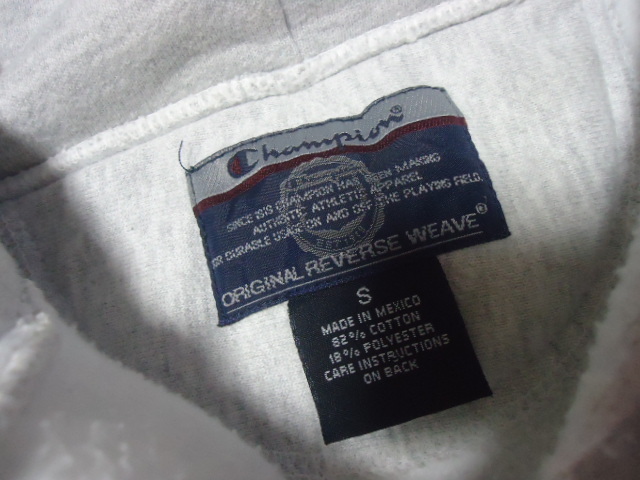 Champion®
SINCE 1919 CHAMPION HAS BEEN MAKING
AUTHENTIC ATHLETIC APPAREL
FOR DURABLE USAGE ON AND OFF THE PLAYING FIELD.
ORIGINAL REVERSE WEAVE®
S
MADE IN MEXICO
82% COTTON
18% POLYESTER
CARE INSTRUCTIONS
ON BACK